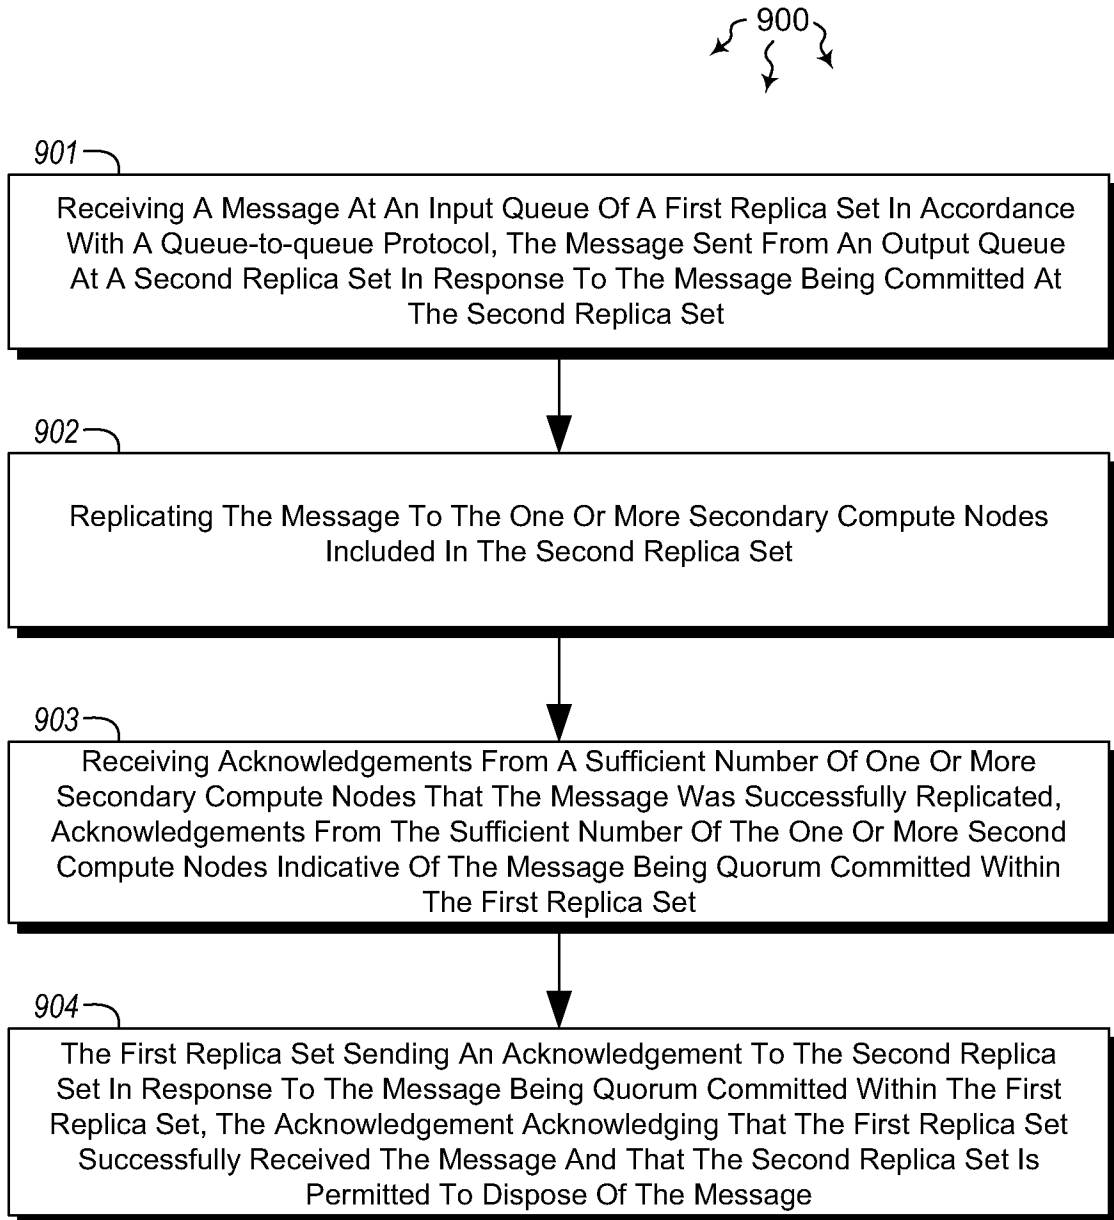 900
901
Receiving A Message At An Input Queue Of A First Replica Set In Accordance
With A Queue-to-queue Protocol, The Message Sent From An Output Queue
At A Second Replica Set In Response To The Message Being Committed At
The Second Replica Set
902
Replicating The Message To The One Or More Secondary Compute Nodes
Included In The Second Replica Set
903
Receiving Acknowledgements From A Sufficient Number Of One Or More
Secondary Compute Nodes That The Message Was Successfully Replicated,
Acknowledgements From The Sufficient Number Of The One Or More Second
Compute Nodes Indicative Of The Message Being Quorum Committed Within
The First Replica Set
904
The First Replica Set Sending An Acknowledgement To The Second Replica
Set In Response To The Message Being Quorum Committed Within The First
Replica Set, The Acknowledgement Acknowledging That The First Replica Set
Successfully Received The Message And That The Second Replica Set Is
Permitted To Dispose Of The Message